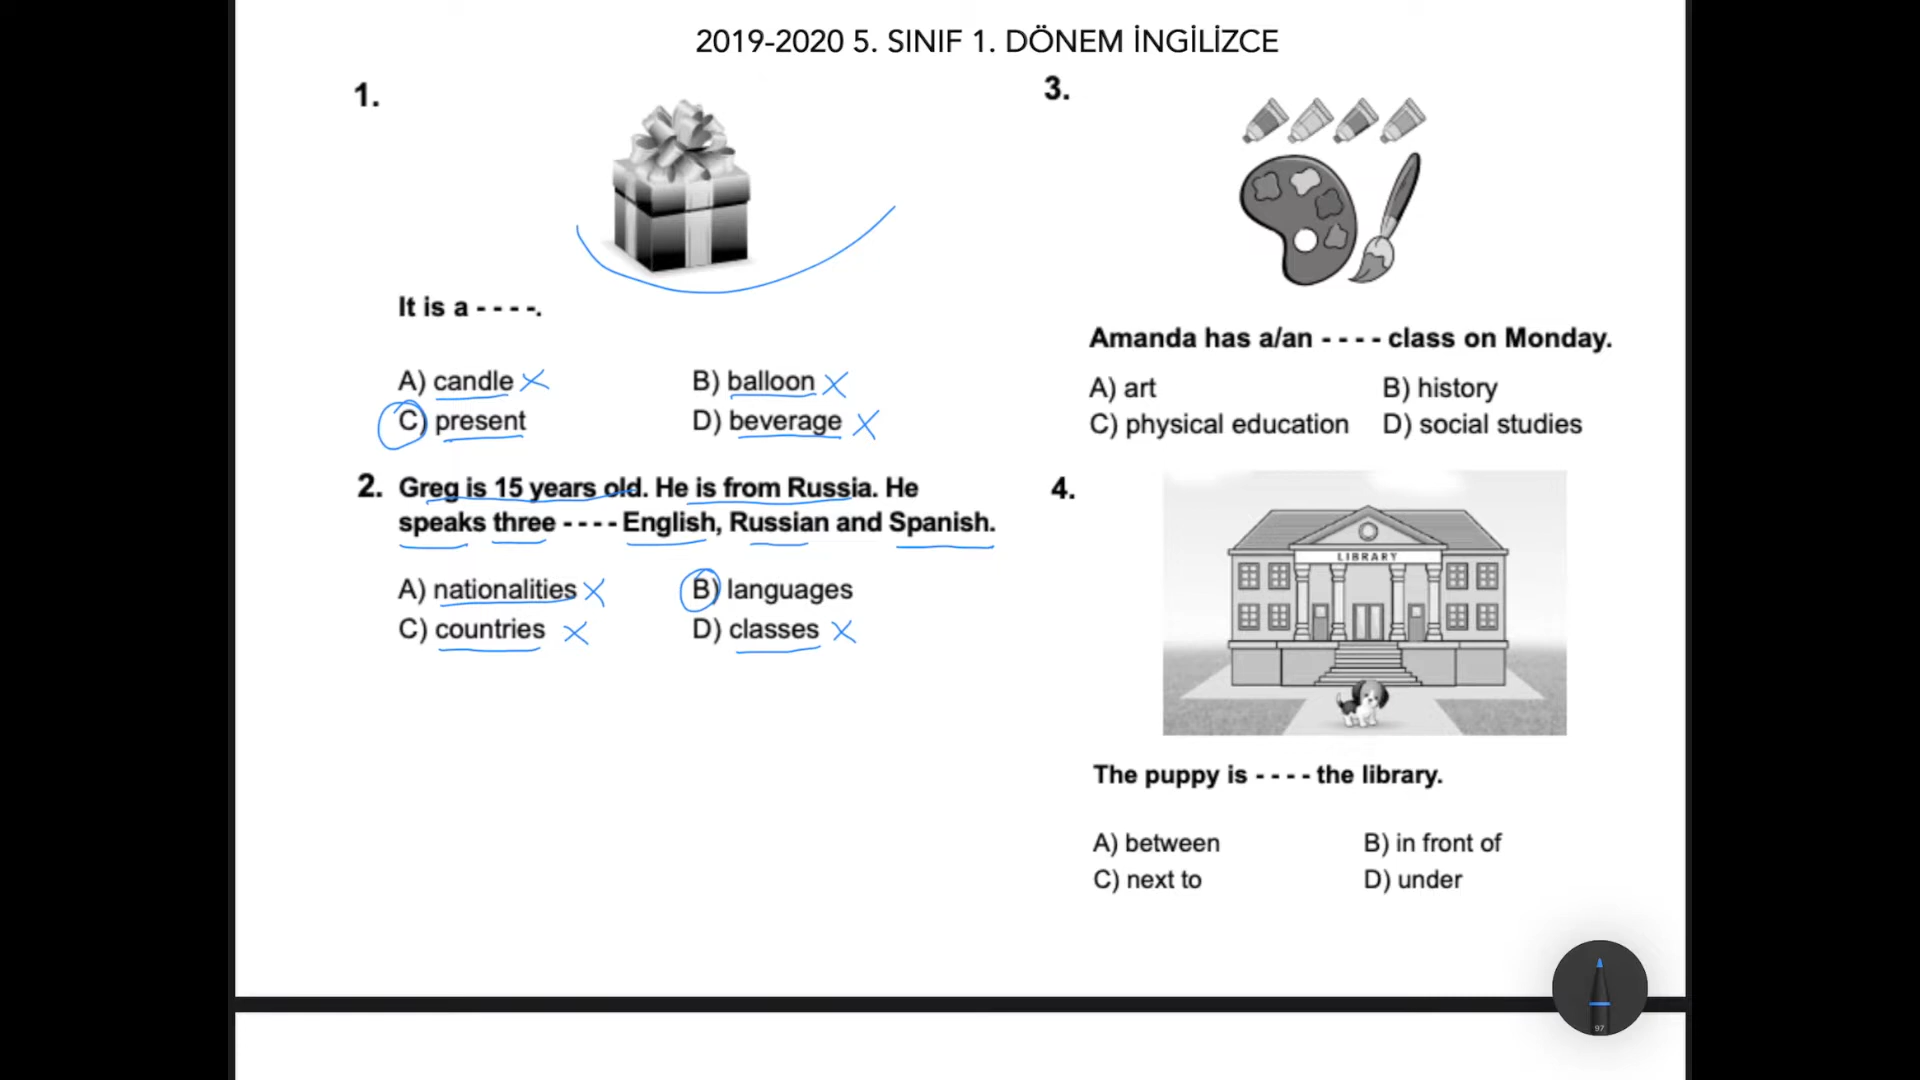 2019-2020 5. SINIF 1. DÖNEM İNGİLİZCE
1.
It is a - - - -.
A) candle
B) balloon
C) present
D) beverage
2. Greg is 15 years old. He is from Russia. He
speaks three - - - - English, Russian and Spanish.
A) nationalities
B) languages
C) countries
D) classes
3.
Amanda has a/an - - - - class on Monday.
A) art
B) history
C) physical education
D) social studies
4.
LIBRARY
The puppy is - - - - the library.
A) between
B) in front of
C) next to
D) under
97